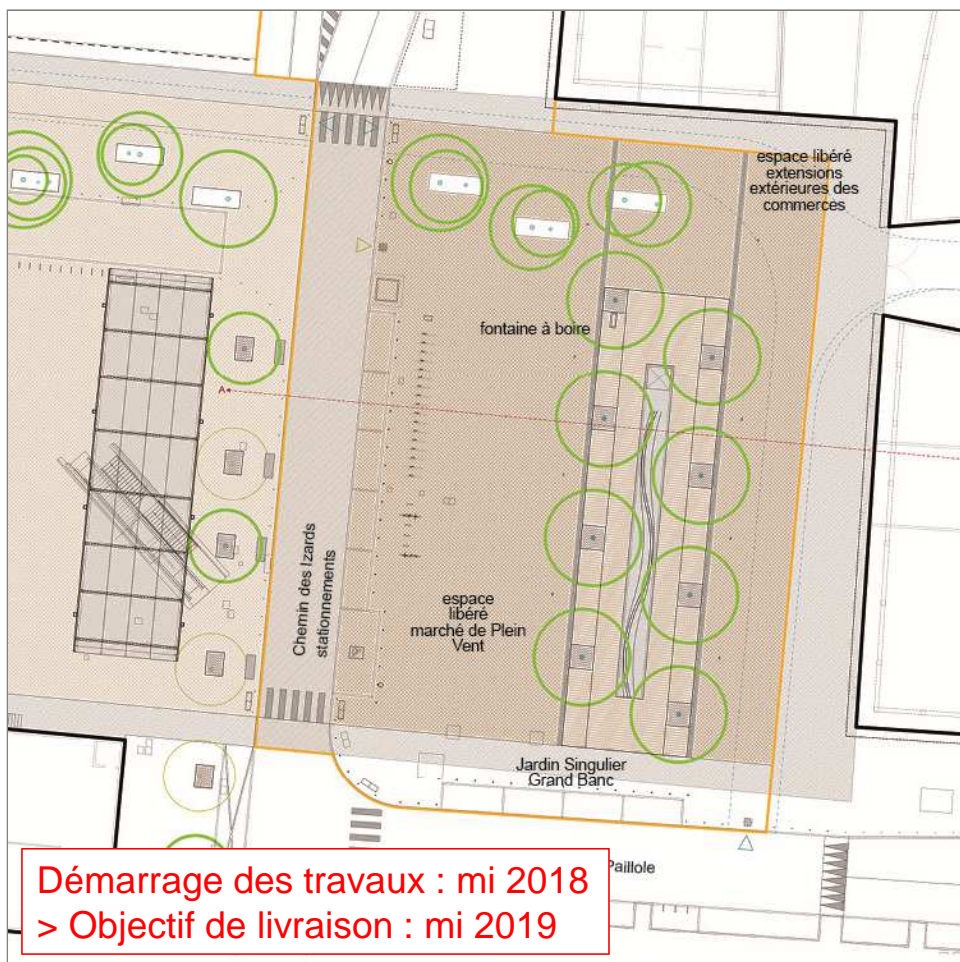 espace libéré
extensions
extérieures des
commerces
fontaine à boire
A
Chemin des Izards
stationnements
espace
libéré
marché de Plein
Vent
Jardin Singulier
Grand Banc
Paillole
Démarrage des travaux : mi 2018
> Objectif de livraison : mi 2019